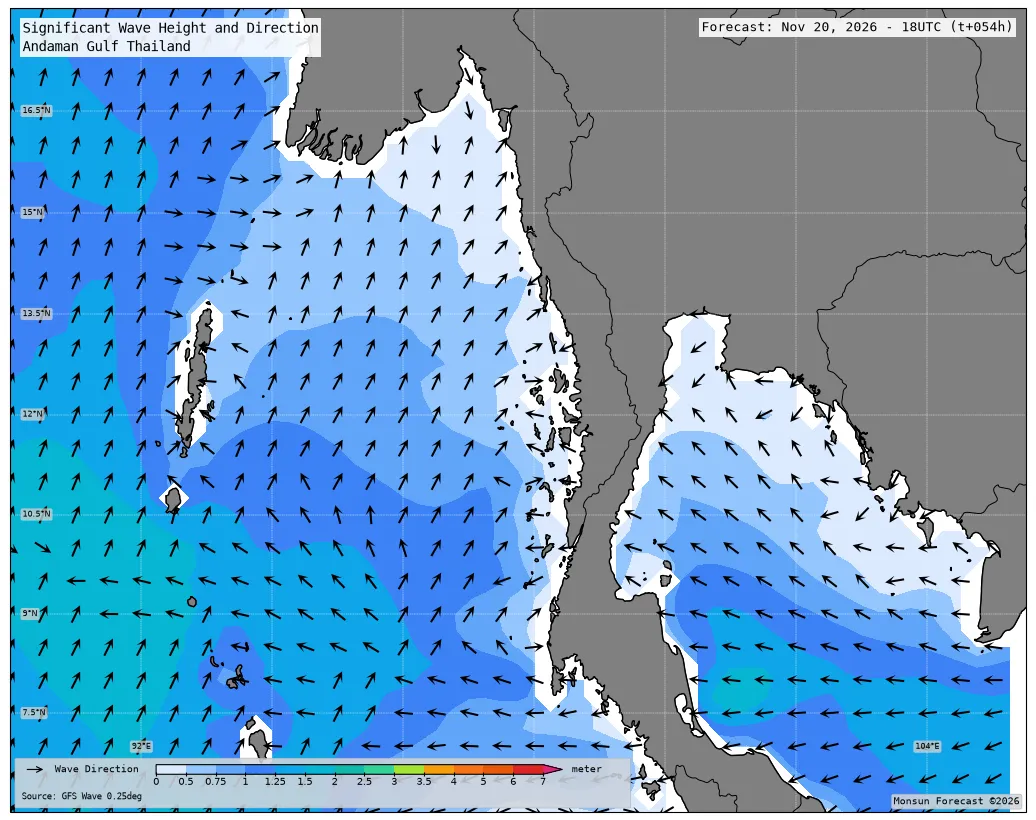 Significant Wave Height and Direction
Andaman Gulf Thailand
Forecast: Nov 20, 2026 - 18UTC (t+054h)
16.5°N
15°N
13.5°N
12°N
10.5°N
9°N
7.5°N
92°E
104°E
Wave Direction
0 0.5 0.75 1 1.25 1.5 2 2.5 3 3.5 4 5 6 7
meter
Source: GFS Wave 0.25deg
Monsun Forecast ©2026